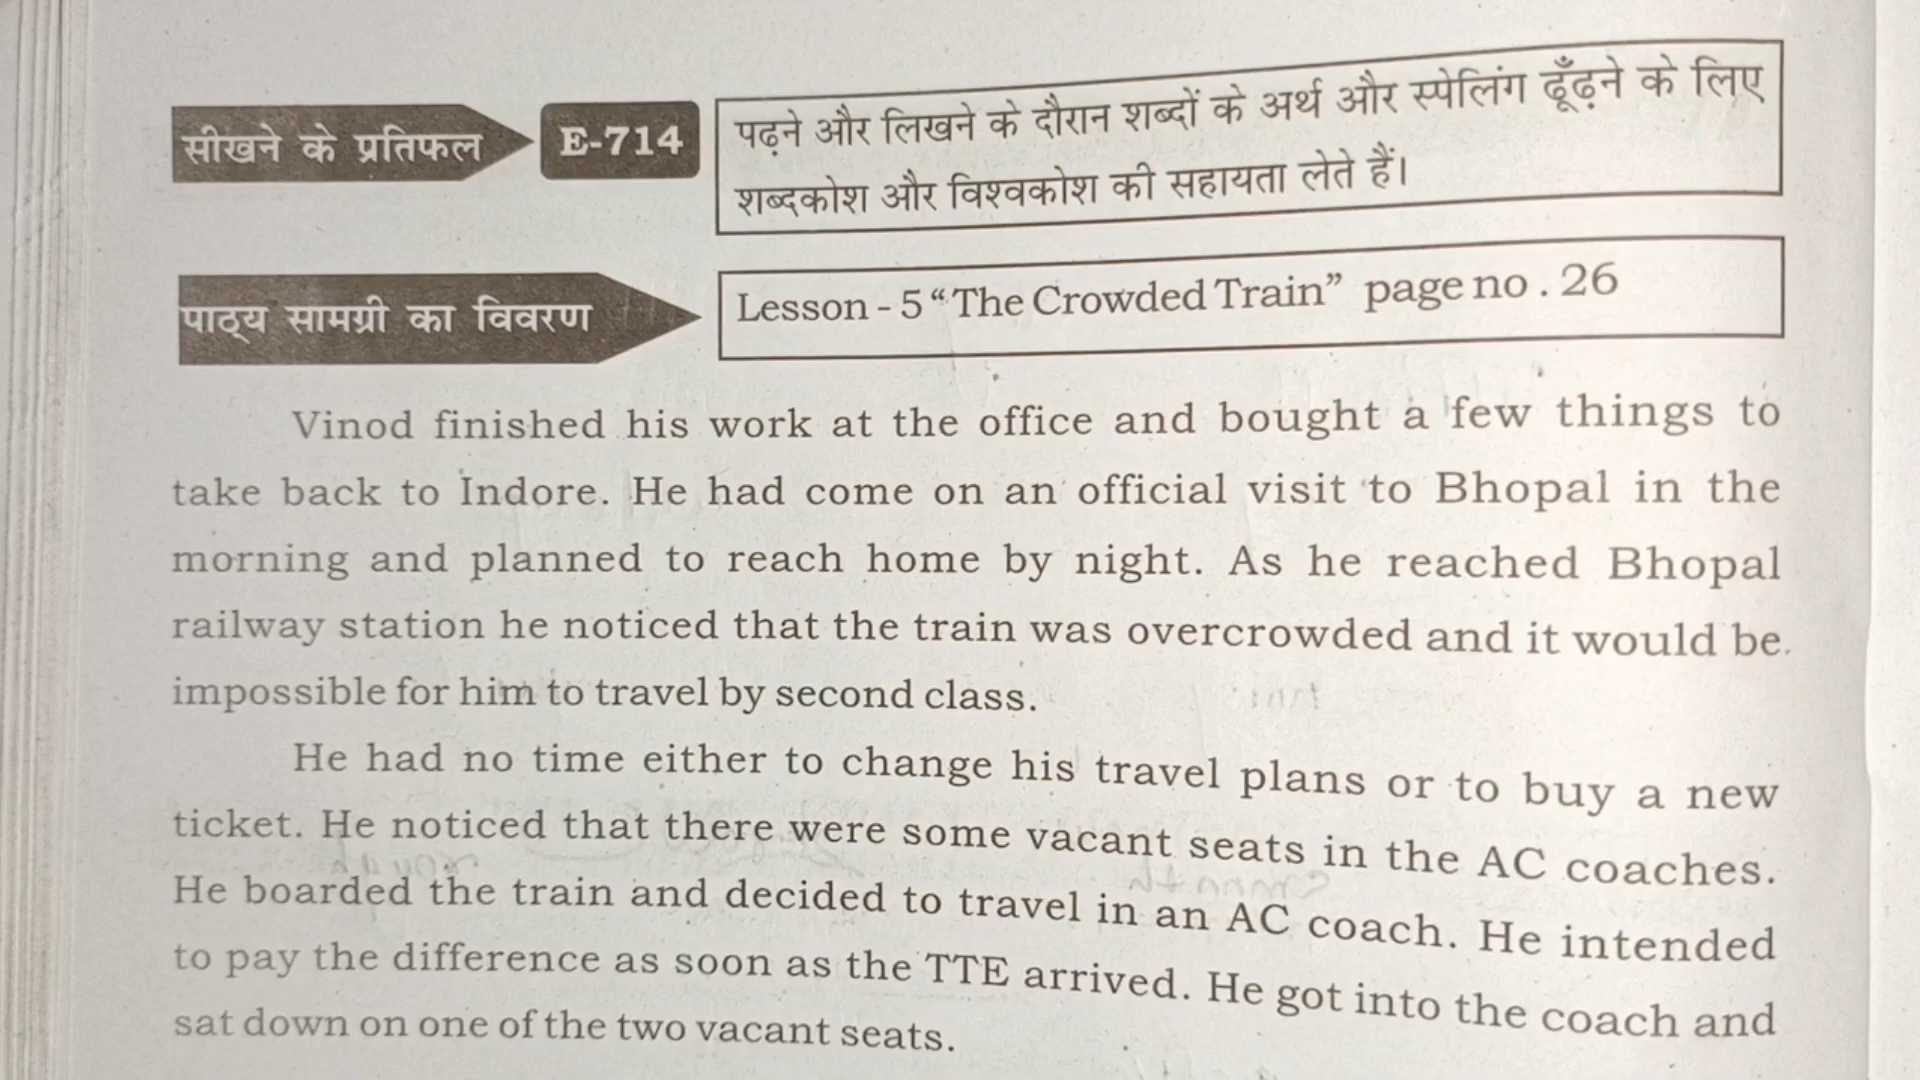 सीखने के प्रतिफल
E-714
पढ़ने और लिखने के दौरान शब्दों के अर्थ और स्पेलिंग ढूँढ़ने के लिए
शब्दकोश और विश्वकोश की सहायता लेते हैं।
पाठ्य सामग्री का विवरण
Lesson - 5 “The Crowded Train” page no . 26
Vinod finished his work at the office and bought a few things to
take back to Indore. He had come on an official visit to Bhopal in the
morning and planned to reach home by night. As he reached Bhopal
railway station he noticed that the train was overcrowded and it would be
impossible for him to travel by second class.
He had no time either to change his travel plans or to buy a new
ticket. He noticed that there were some vacant seats in the AC coaches.
He boarded the train and decided to travel in an AC coach. He intended
to pay the difference as soon as the TTE arrived. He got into the coach and
sat down on one of the two vacant seats.